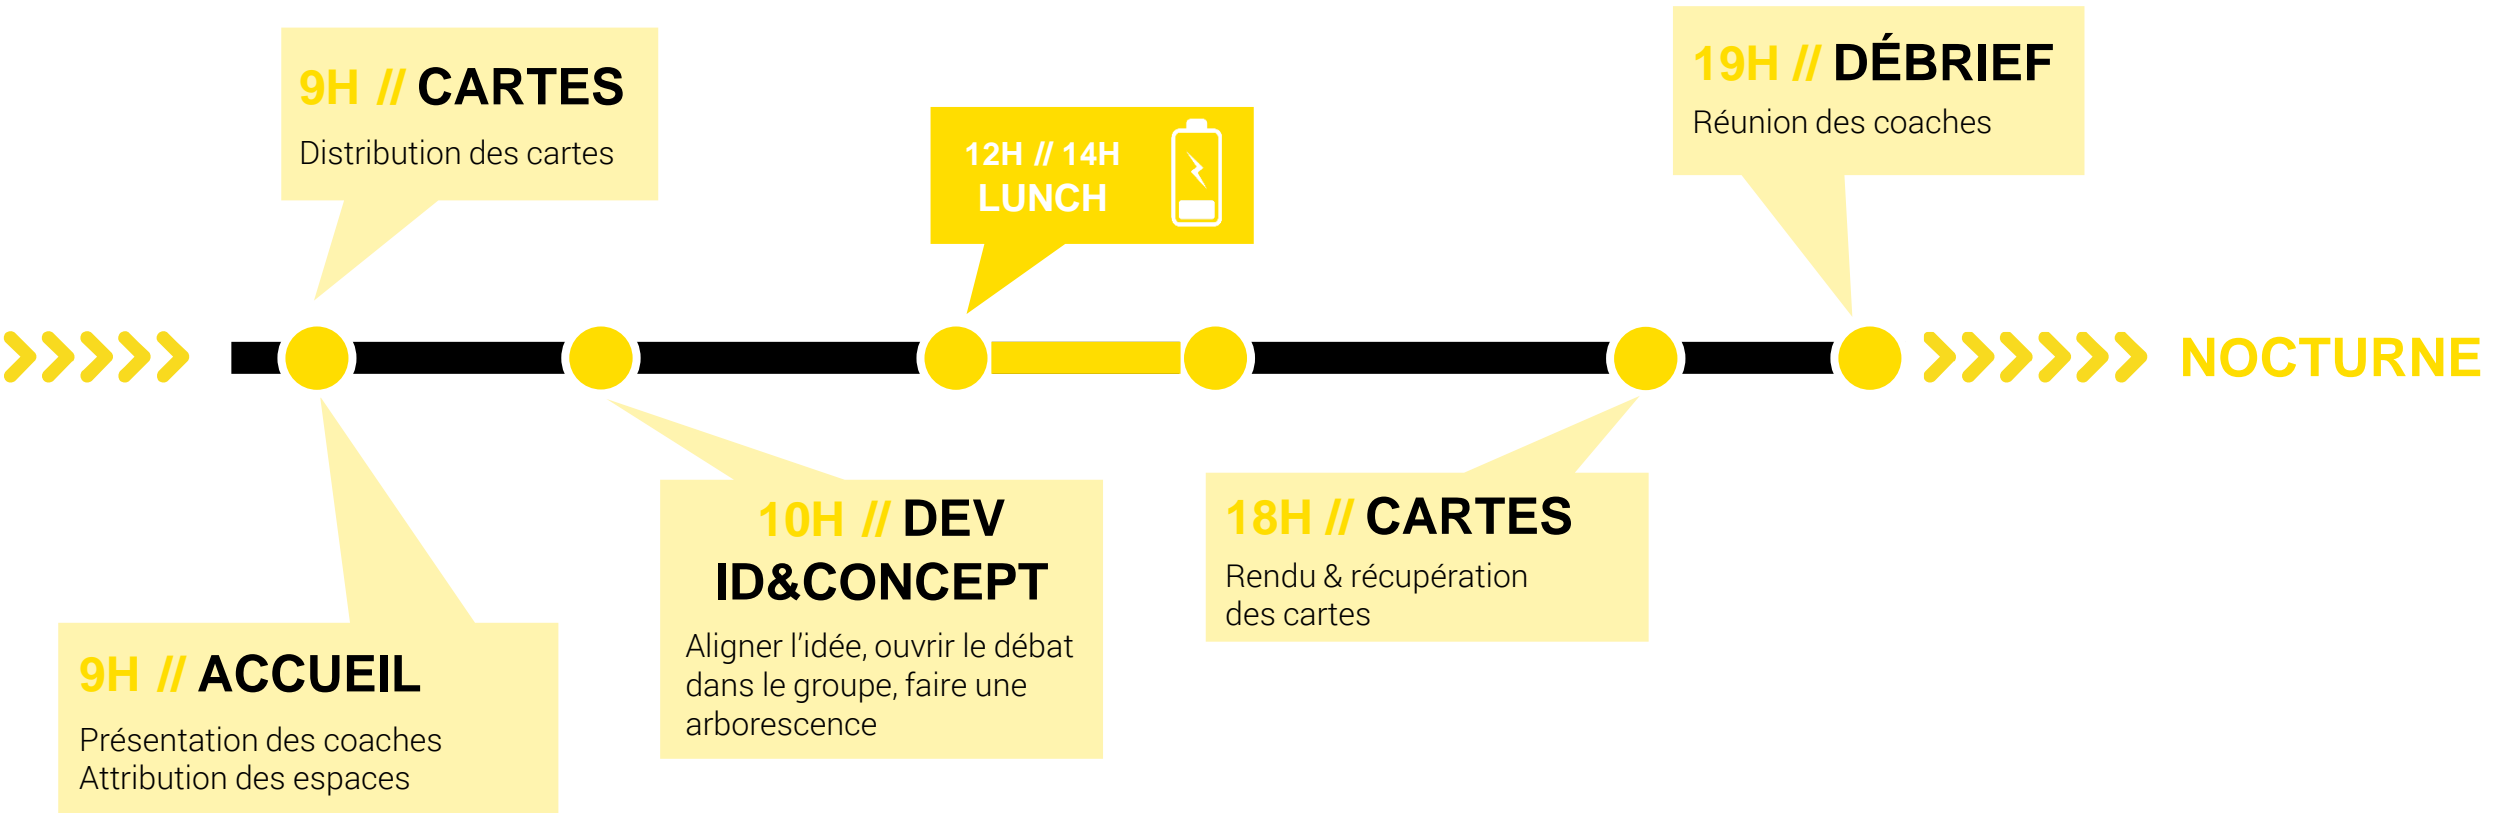 9H // CARTES
Distribution des cartes
12H // 14H
LUNCH
19H // DÉBRIEF
Réunion des coaches
NOCTURNE
9H // ACCUEIL
Présentation des coaches
Attribution des espaces
10H // DEV
ID&CONCEPT
Aligner l’idée, ouvrir le débat
dans le groupe, faire une
arborescence
18H // CARTES
Rendu & récupération
des cartes